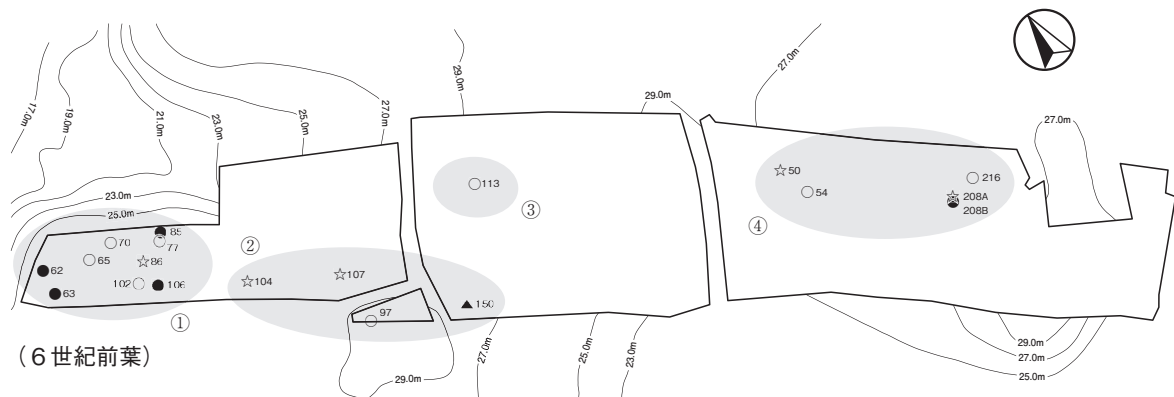 27.0m
29.0m
29.0m
27.0m
27.0m
25.0m
23.0m
21.0m
19.0m
17.0m
23.0m
25.0m
50
216
113
54
208A
208B
③
④
85
②
70
77
65
86
62
107
104
102
106
63
150
97
①
(6世紀前葉)
29.0m
27.0m
25.0m
23.0m
29.0m
27.0m
25.0m